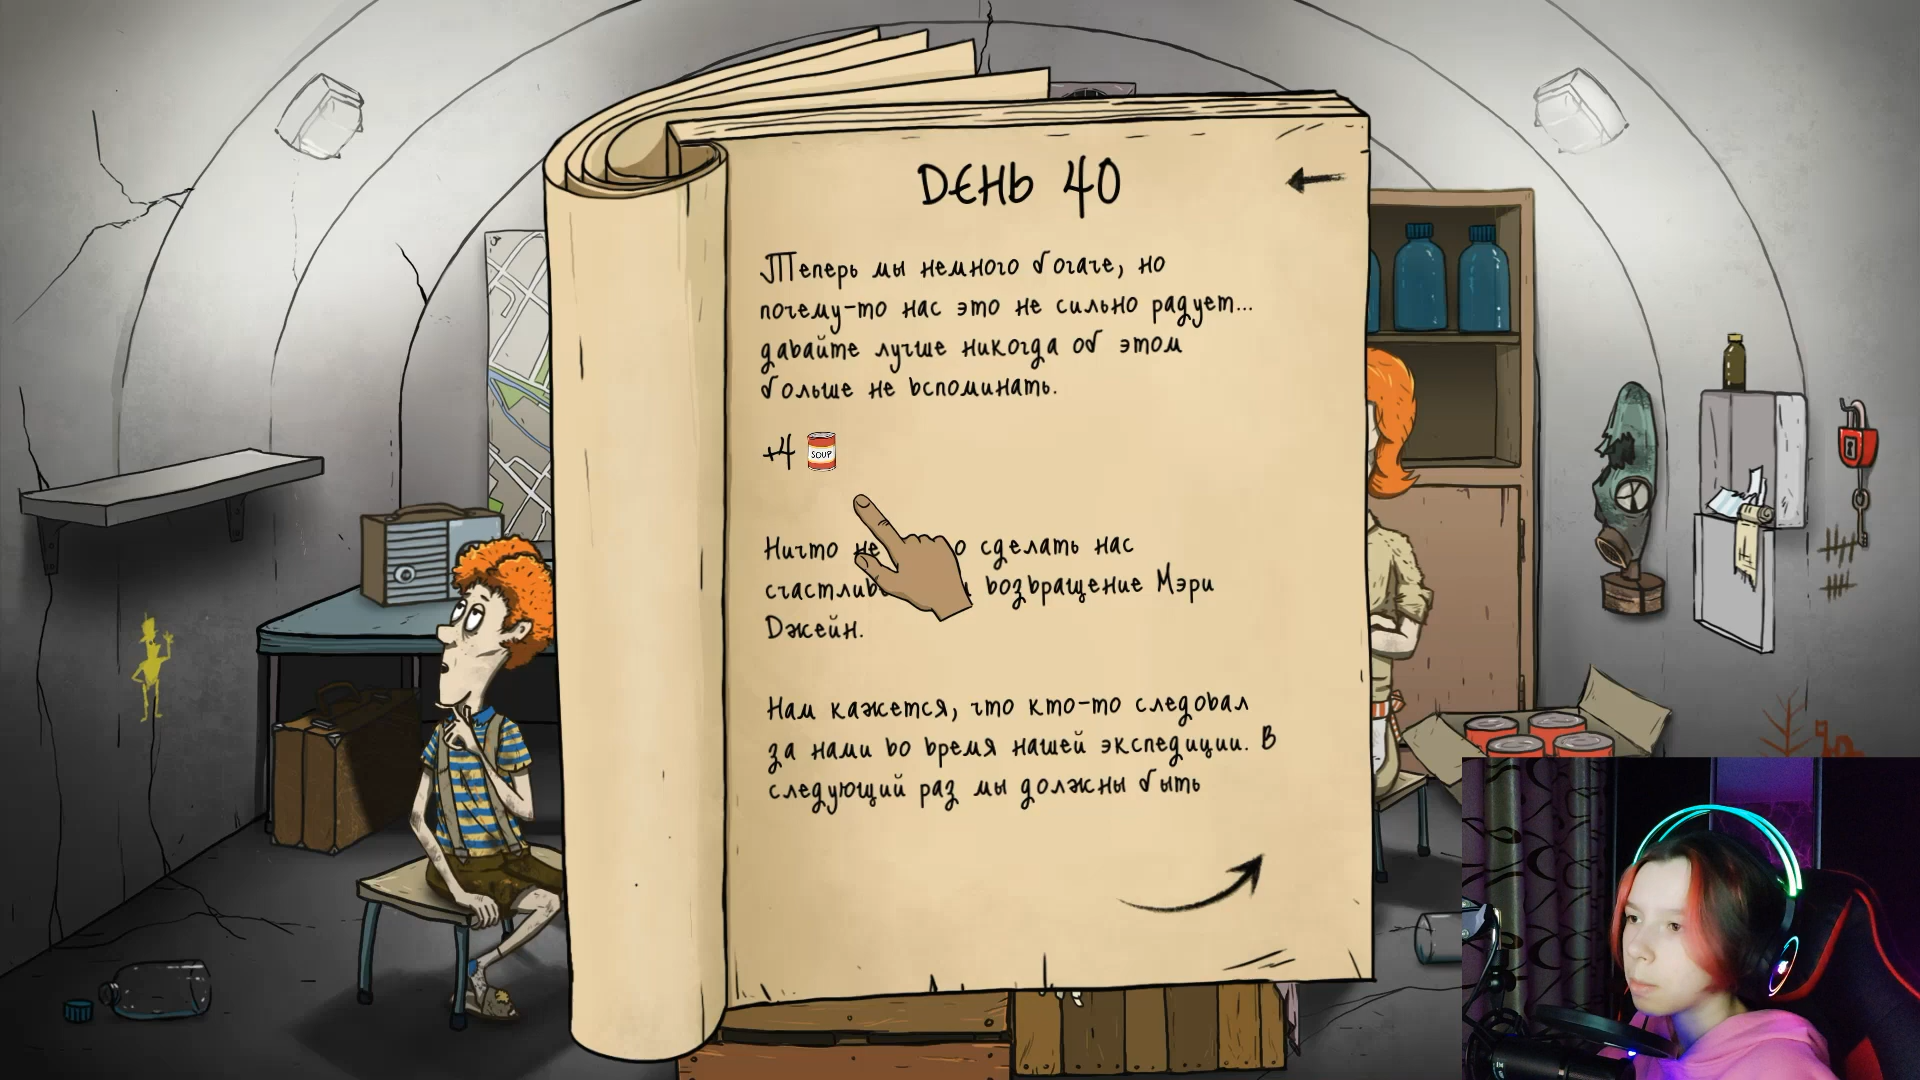 ДЕНЬ 40
Теперь мы немного богаче, но
почему-то нас это не сильно радует...
давайте лучше никогда об этом
больше не вспоминать.
+4 SOUP
Ничто не сделать нас
возвращение Мэри
Джейн.
Нам кажется, что кто-то следовал
за нами во время нашей экспедиции. В
следующий раз мы должны быть